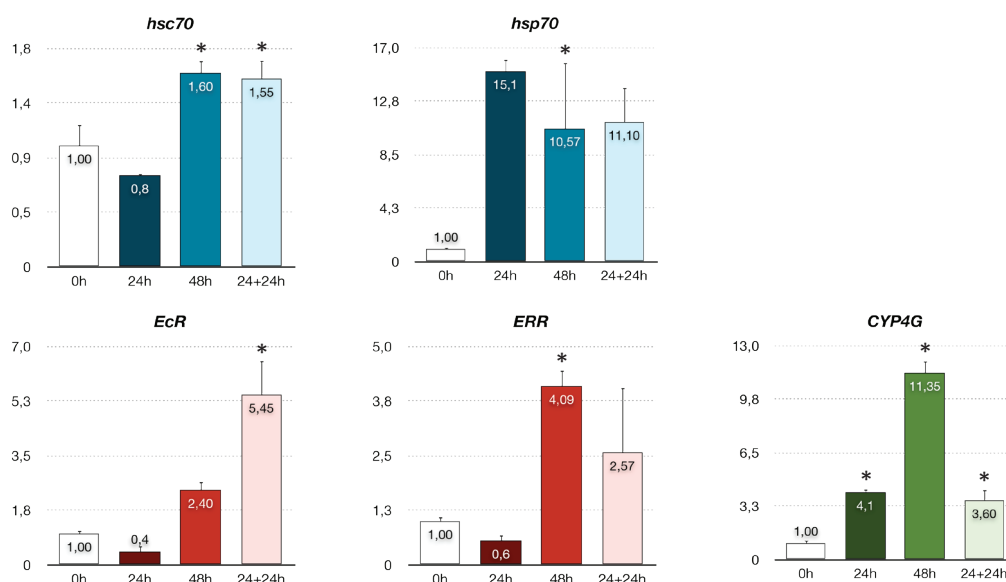 hsc70
1,8
1,4
0,9
0,5
0
1,00
0,8
*
1,60
*
1,55
0h
24h
48h
24+24h
hsp70
17,0
12,8
8,5
4,3
0
1,00
15,1
*
10,57
11,10
0h
24h
48h
24+24h
EcR
7,0
5,3
3,5
1,8
0
1,00
0,4
2,40
*
5,45
0h
24h
48h
24+24h
ERR
5,0
3,8
2,5
1,3
0
1,00
0,6
*
4,09
2,57
0h
24h
48h
24+24h
CYP4G
13,0
9,8
6,5
3,3
0
1,00
*
4,1
*
11,35
*
3,60
0h
24h
48h
24+24h